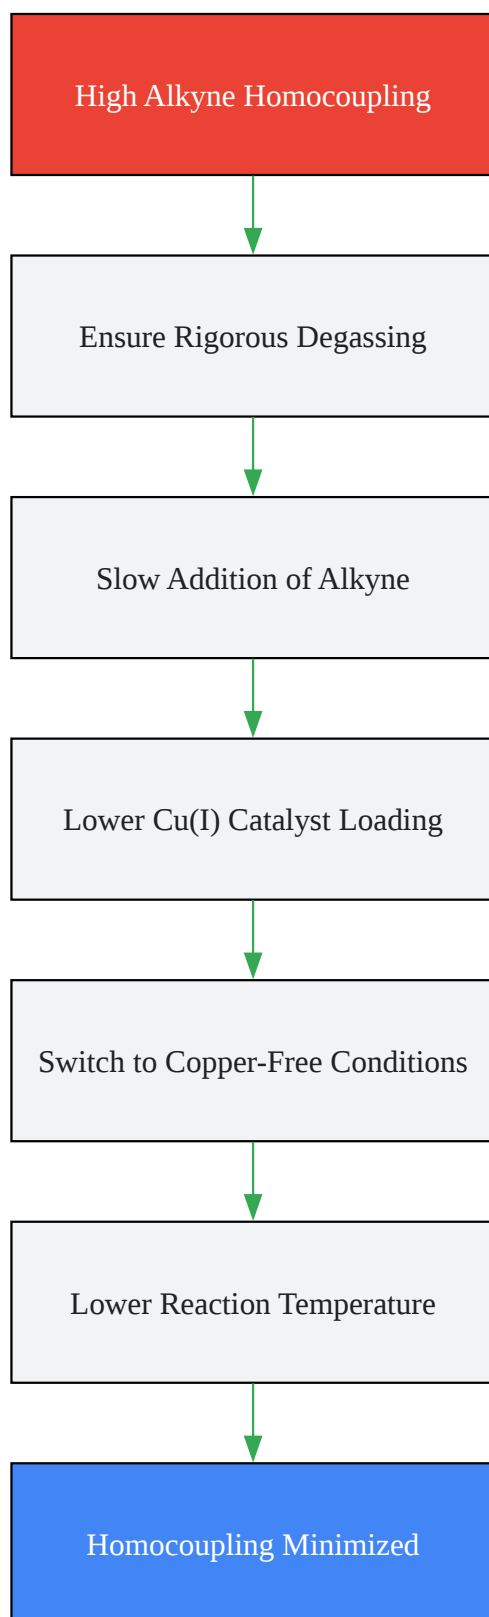 High Alkyne Homocoupling
Ensure Rigorous Degassing
Slow Addition of Alkyne
Lower Cu(I) Catalyst Loading
Switch to Copper-Free Conditions
Lower Reaction Temperature
Homocoupling Minimized